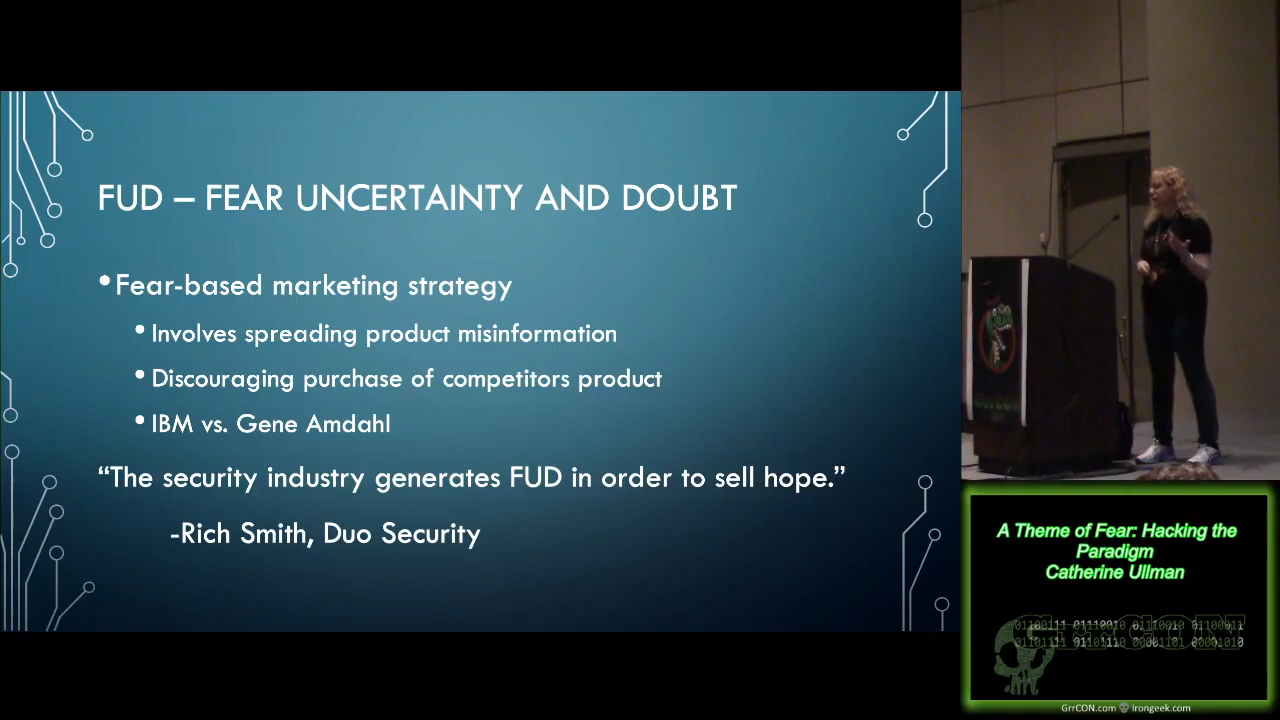 FUD – FEAR UNCERTAINTY AND DOUBT
•Fear-based marketing strategy
•Involves spreading product misinformation
•Discouraging purchase of competitors product
•IBM vs. Gene Amdahl
“The security industry generates FUD in order to sell hope.”
-Rich Smith, Duo Security
A Theme of Fear: Hacking the
Paradigm
Catherine Ullman
GrrCON
GrrCON.com Irongeek.com